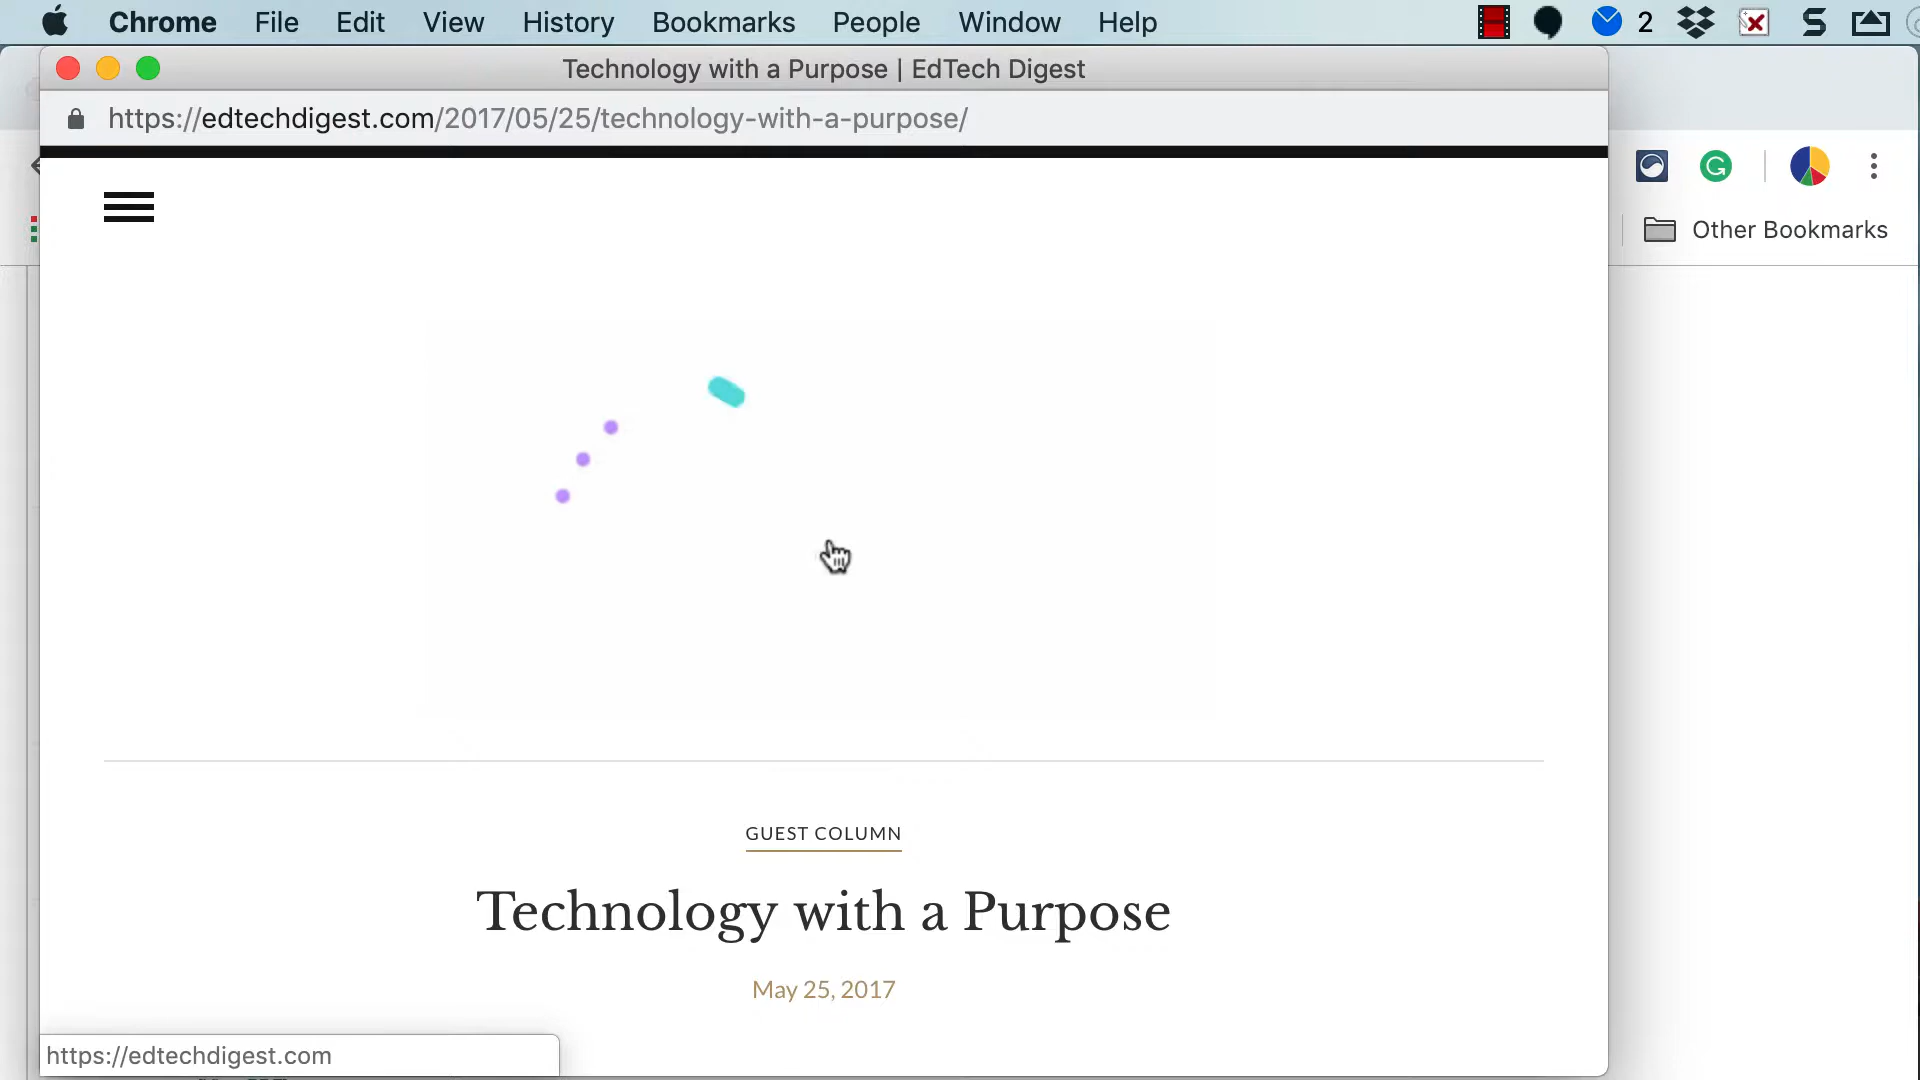 Chrome File Edit View History Bookmarks People Window Help 2
Technology with a Purpose | EdTech Digest
https://edtechdigest.com/2017/05/25/technology-with-a-purpose/
Other Bookmarks
GUEST COLUMN
Technology with a Purpose
May 25, 2017
https://edtechdigest.com